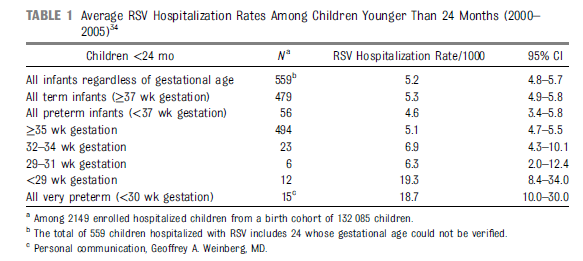 TABLE 1 Average RSV Hospitalization Rates Among Children Younger Than 24 Months (2000–
2005)34
Children <24 mo Na RSV Hospitalization Rate/1000 95% CI
All infants regardless of gestational age 559b 5.2 4.8–5.7
All term infants (≥37 wk gestation) 479 5.3 4.9–5.8
All preterm infants (<37 wk gestation) 56 4.6 3.4–5.8
≥35 wk gestation 494 5.1 4.7–5.5
32–34 wk gestation 23 6.9 4.3–10.1
29–31 wk gestation 6 6.3 2.0–12.4
<29 wk gestation 12 19.3 8.4–34.0
All very preterm (<30 wk gestation) 15c 18.7 10.0–30.0
a Among 2149 enrolled hospitalized children from a birth cohort of 132 085 children.
b The total of 559 children hospitalized with RSV includes 24 whose gestational age could not be verified.
c Personal communication, Geoffrey A. Weinberg, MD.